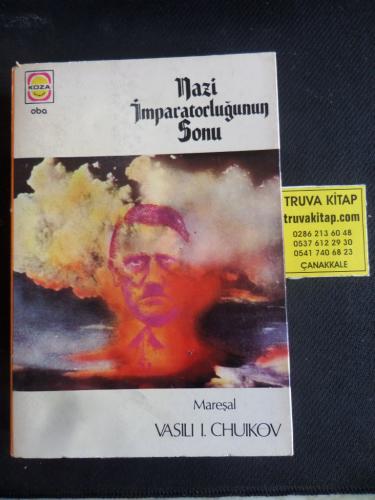 KOZA
oba
Nazi
İmparatorluğunun
Sonu
Mareşal
VASILI I. CHUIKOV
TRUVA KİTAP
truvakitap.com
0286 213 60 48
0537 612 29 30
0541 740 68 23
ÇANAKKALE